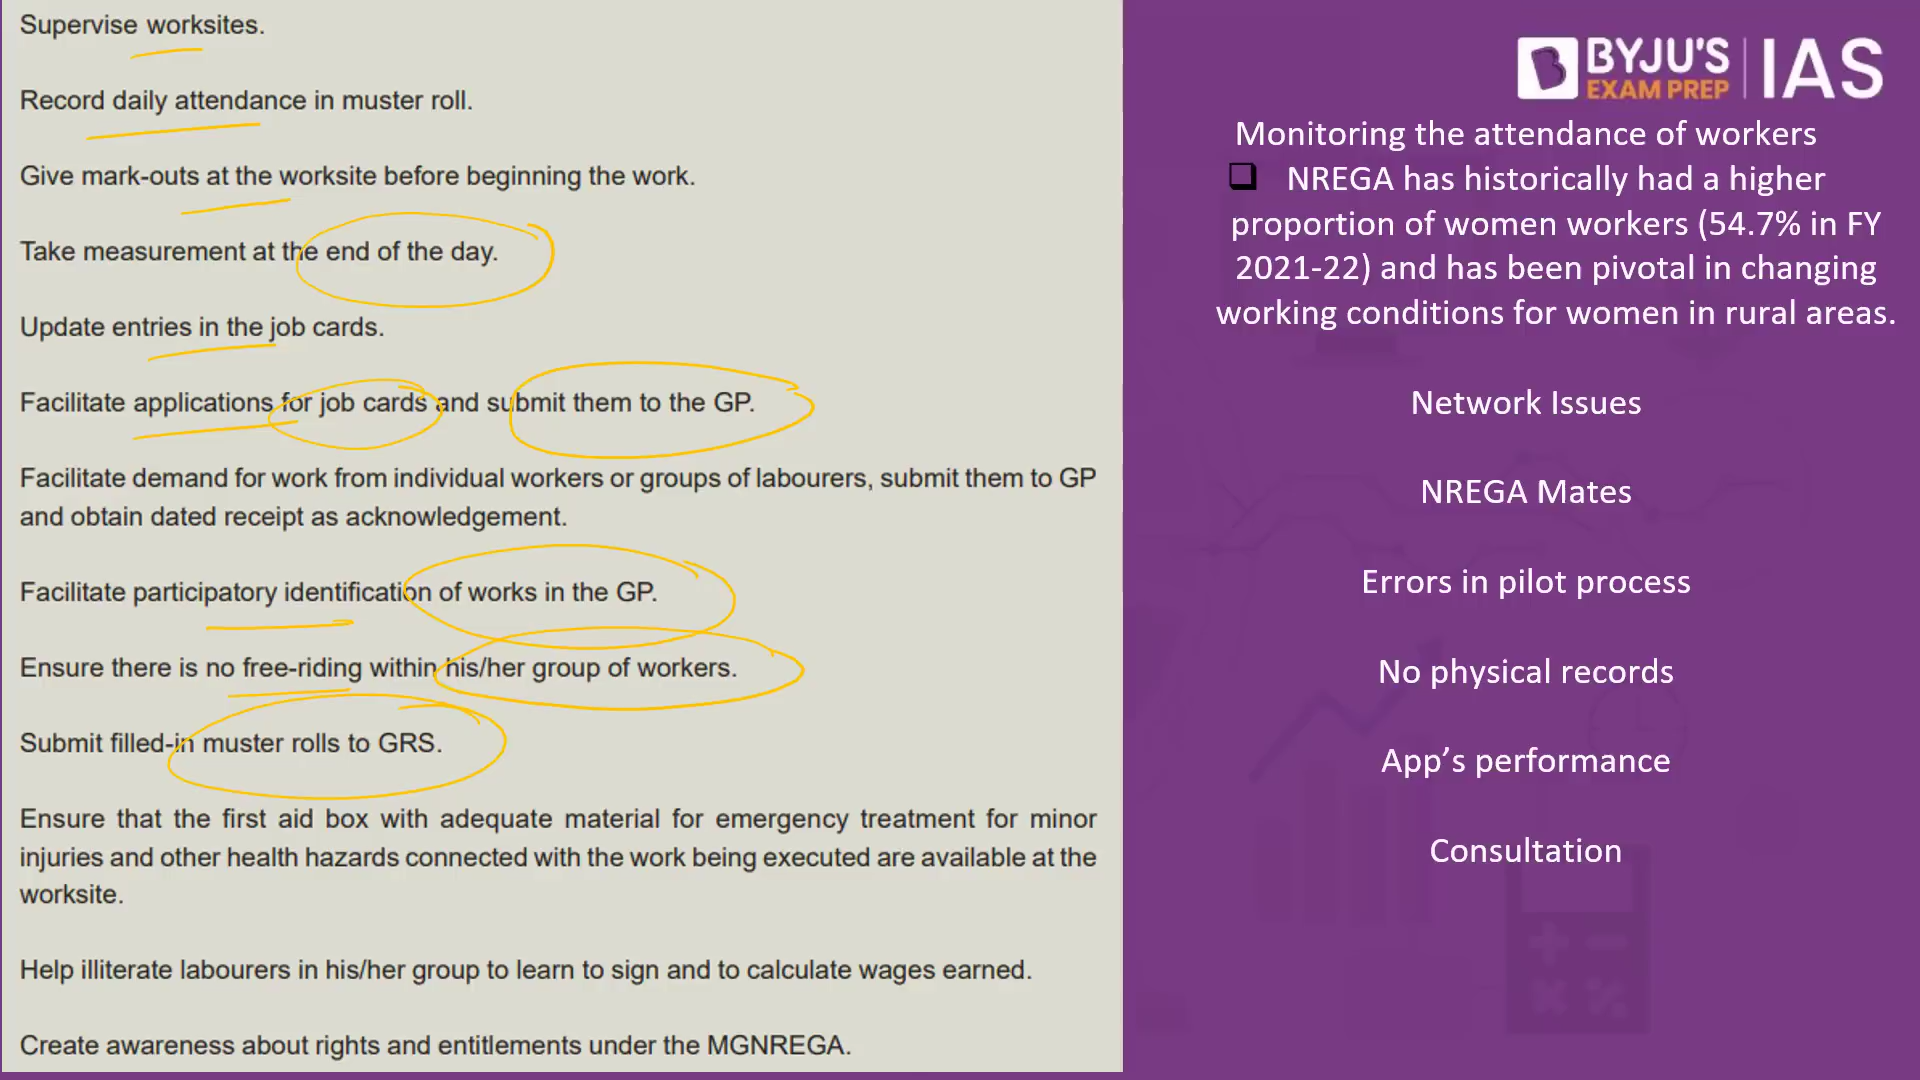 Supervise worksites.
Record daily attendance in muster roll.
Give mark-outs at the worksite before beginning the work.
Take measurement at the end of the day.
Update entries in the job cards.
Facilitate applications for job cards and submit them to the GP.
Facilitate demand for work from individual workers or groups of labourers, submit them to GP
and obtain dated receipt as acknowledgement.
Facilitate participatory identification of works in the GP.
Ensure there is no free-riding within his/her group of workers.
Submit filled-in muster rolls to GRS.
Ensure that the first aid box with adequate material for emergency treatment for minor
injuries and other health hazards connected with the work being executed are available at the
worksite.
Help illiterate labourers in his/her group to learn to sign and to calculate wages earned.
Create awareness about rights and entitlements under the MGNREGA.
BYJU'S
EXAM PREP
IAS
Monitoring the attendance of workers
NREGA has historically had a higher
proportion of women workers (54.7% in FY
2021-22) and has been pivotal in changing
working conditions for women in rural areas.
Network Issues
NREGA Mates
Errors in pilot process
No physical records
App’s performance
Consultation